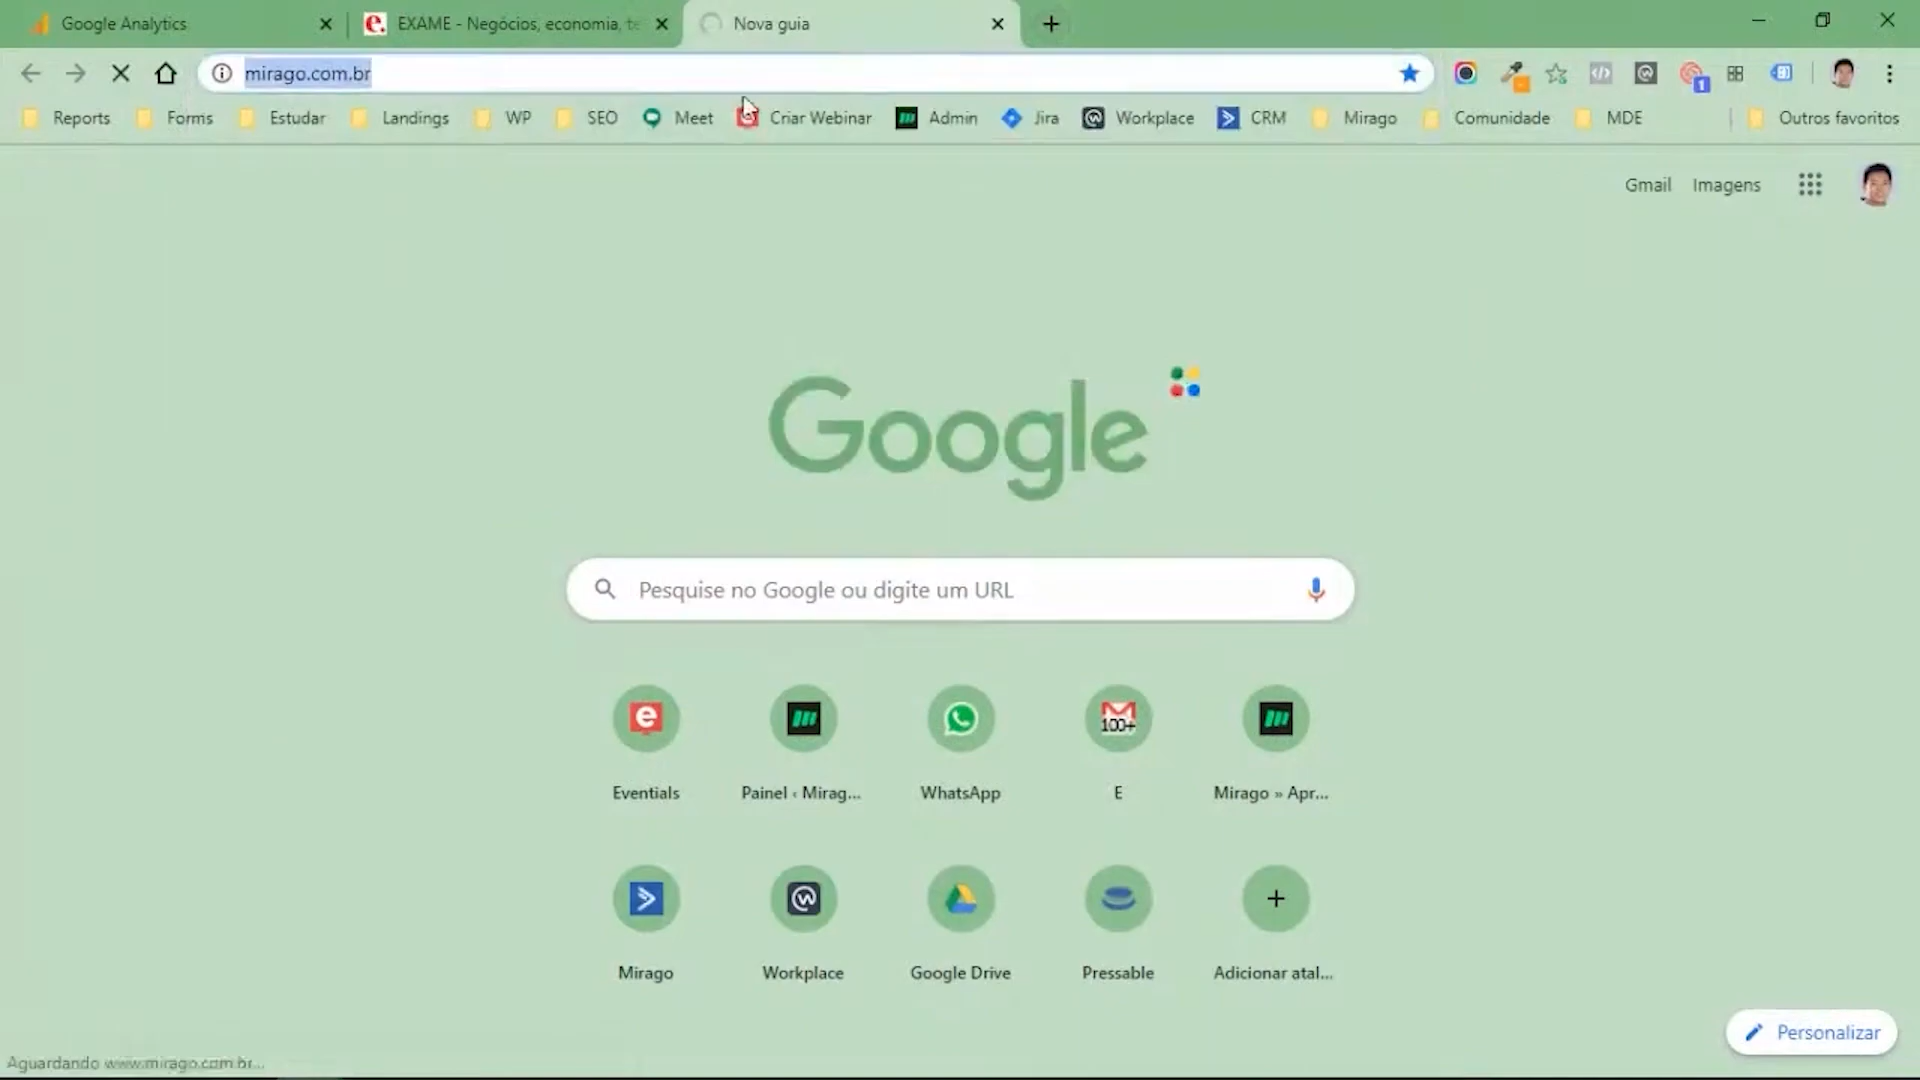 Google Analytics
EXAME - Negócios, economia, te
Nova guia
mirago.com.br
1
Reports
Forms
Estudar
Landings
WP
SEO
Meet
Criar Webinar
Admin
Jira
Workplace
CRM
Mirago
Comunidade
MDE
Outros favoritos
Gmail
Imagens
Google
Pesquise no Google ou digite um URL
100+
Eventials
Painel ‹ Mirag...
WhatsApp
E
Mirago » Apr...
Mirago
Workplace
Google Drive
Pressable
Adicionar atal...
Personalizar
Aguardando www.mirago.com.br...